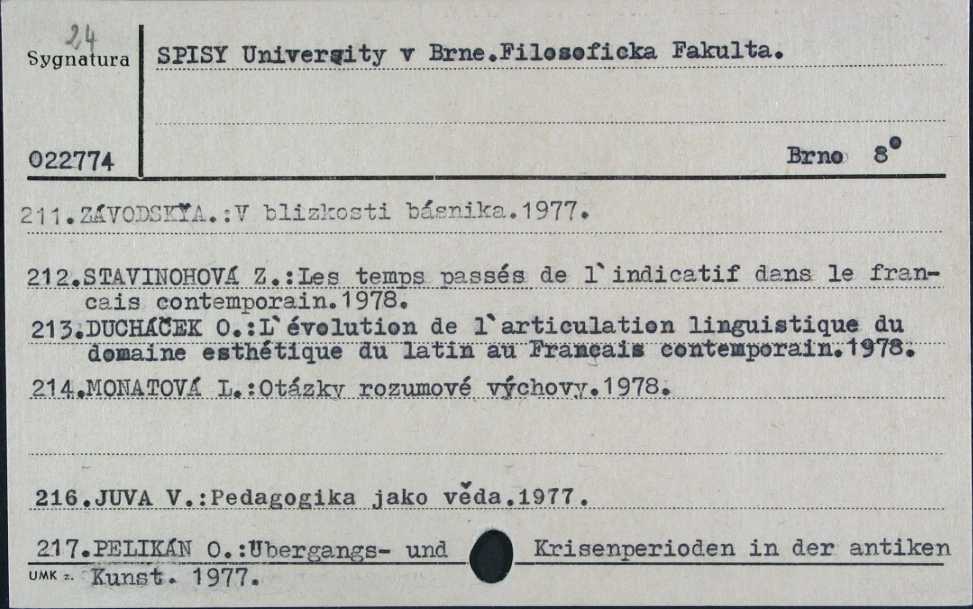 24
Sygnatura
SPISY University v Brne.Filosoficka Fakulta.
022774
Brno 8°
211.ZÁVODSKÝA.:V blizkosti básnika.1977.
212.STAVINOHOVÁ Z.:Les temps passés de l`indicatif dans le fran-
cais contemporain.1978.
213.DUCHÁČEK O.:L`évolution de l`articulation linguistique du
domaine esthétique du latin au Francais contemporain.1978.
214.MONATOVÁ L.:Otázky rozumové výchovy.1978.
216.JUVA V.:Pedagogika jako věda.1977.
217.PELIKÁN O.:Ubergangs- und Krisenperioden in der antiken
UMK z. Kunst. 1977.